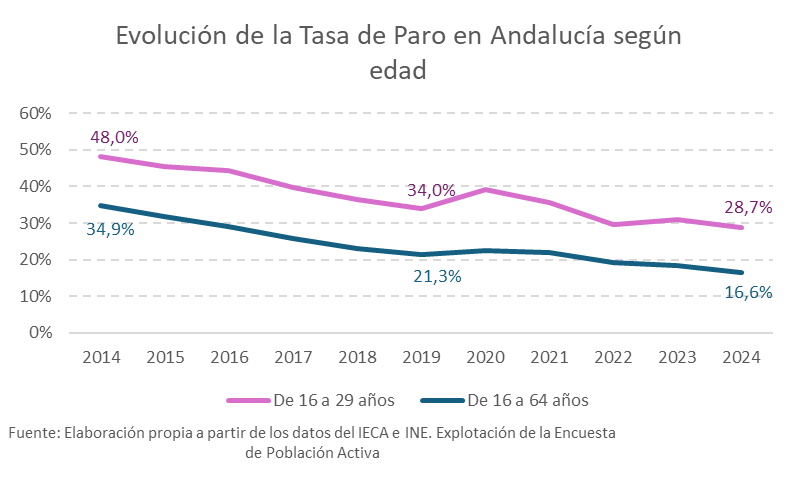 Evolución de la Tasa de Paro en Andalucía según
edad
60%
50%
40%
30%
20%
10%
0%
48,0%
34,0%
28,7%
34,9%
21,3%
16,6%
2014 2015 2016 2017 2018 2019 2020 2021 2022 2023 2024
De 16 a 29 años De 16 a 64 años
Fuente: Elaboración propia a partir de los datos del IECA e INE. Explotación de la Encuesta
de Población Activa